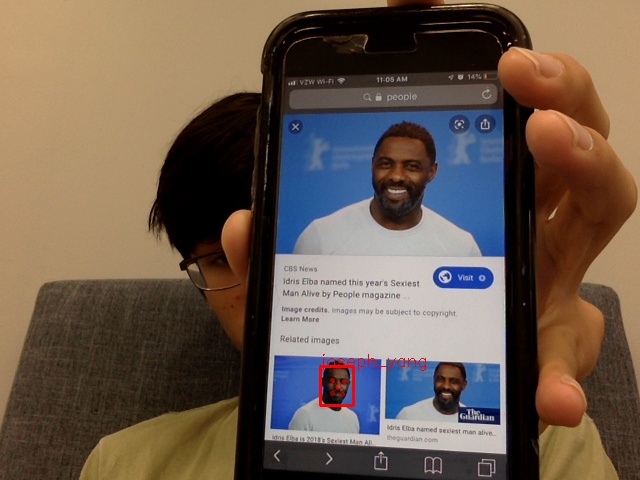 VZW Wi-Fi 11:05 AM 14%
people
CBS News
Idris Elba named this year's Sexiest
Man Alive by People magazine ...
Visit
Image credits. Images may be subject to copyright.
Learn More
Related images
joseph_yang
The
Guardian
Idris Elba is 2018's Sexiest Man Ali...
Idris Elba named sexiest man alive...
theguardian.com